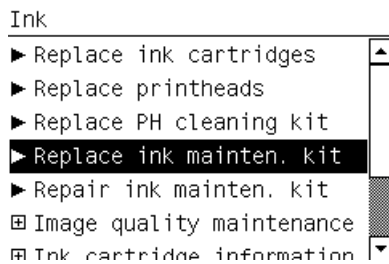 Ink
Replace ink cartridges
Replace printheads
Replace PH cleaning kit
Replace ink mainten. kit
Repair ink mainten. kit
Image quality maintenance
Ink cartridge information